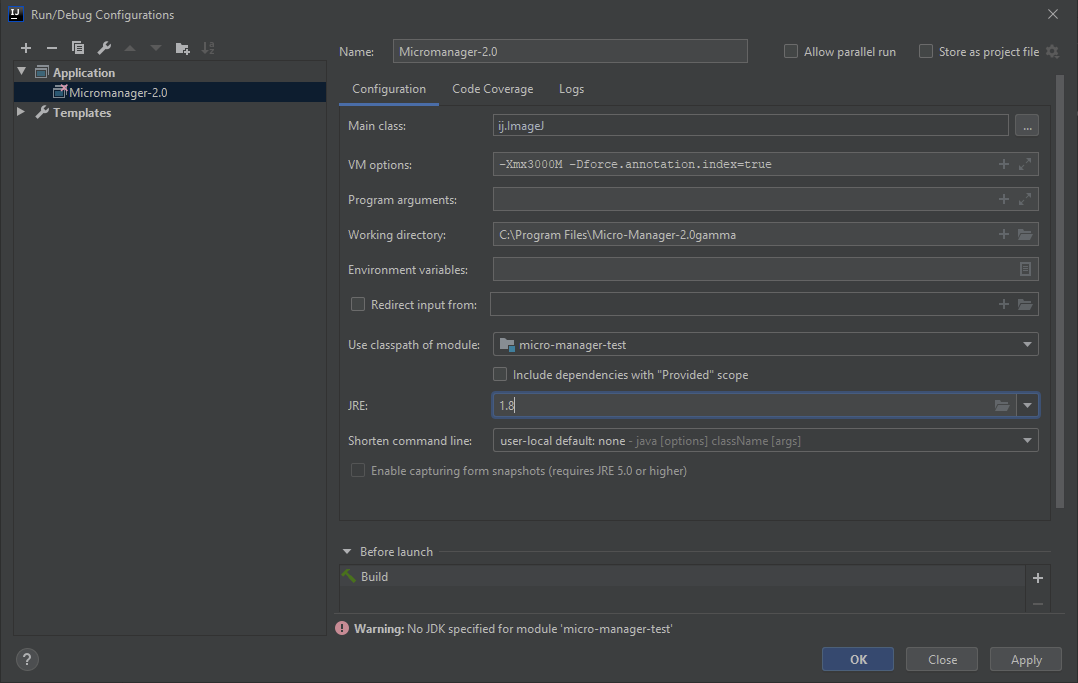 IJ Run/Debug Configurations
Name: Micromanager-2.0 Allow parallel run Store as project file
Application
Micromanager-2.0
Templates
Configuration Code Coverage Logs
Main class: ij.ImageJ ...
VM options: -Xmx3000M -Dforce.annotation.index=true
Program arguments:
Working directory: C:\Program Files\Micro-Manager-2.0gamma
Environment variables:
Redirect input from:
Use classpath of module: micro-manager-test
Include dependencies with "Provided" scope
JRE: 1.8
Shorten command line: user-local default: none - java [options] className [args]
Enable capturing form snapshots (requires JRE 5.0 or higher)
Before launch
Build
Warning: No JDK specified for module 'micro-manager-test'
? OK Close Apply